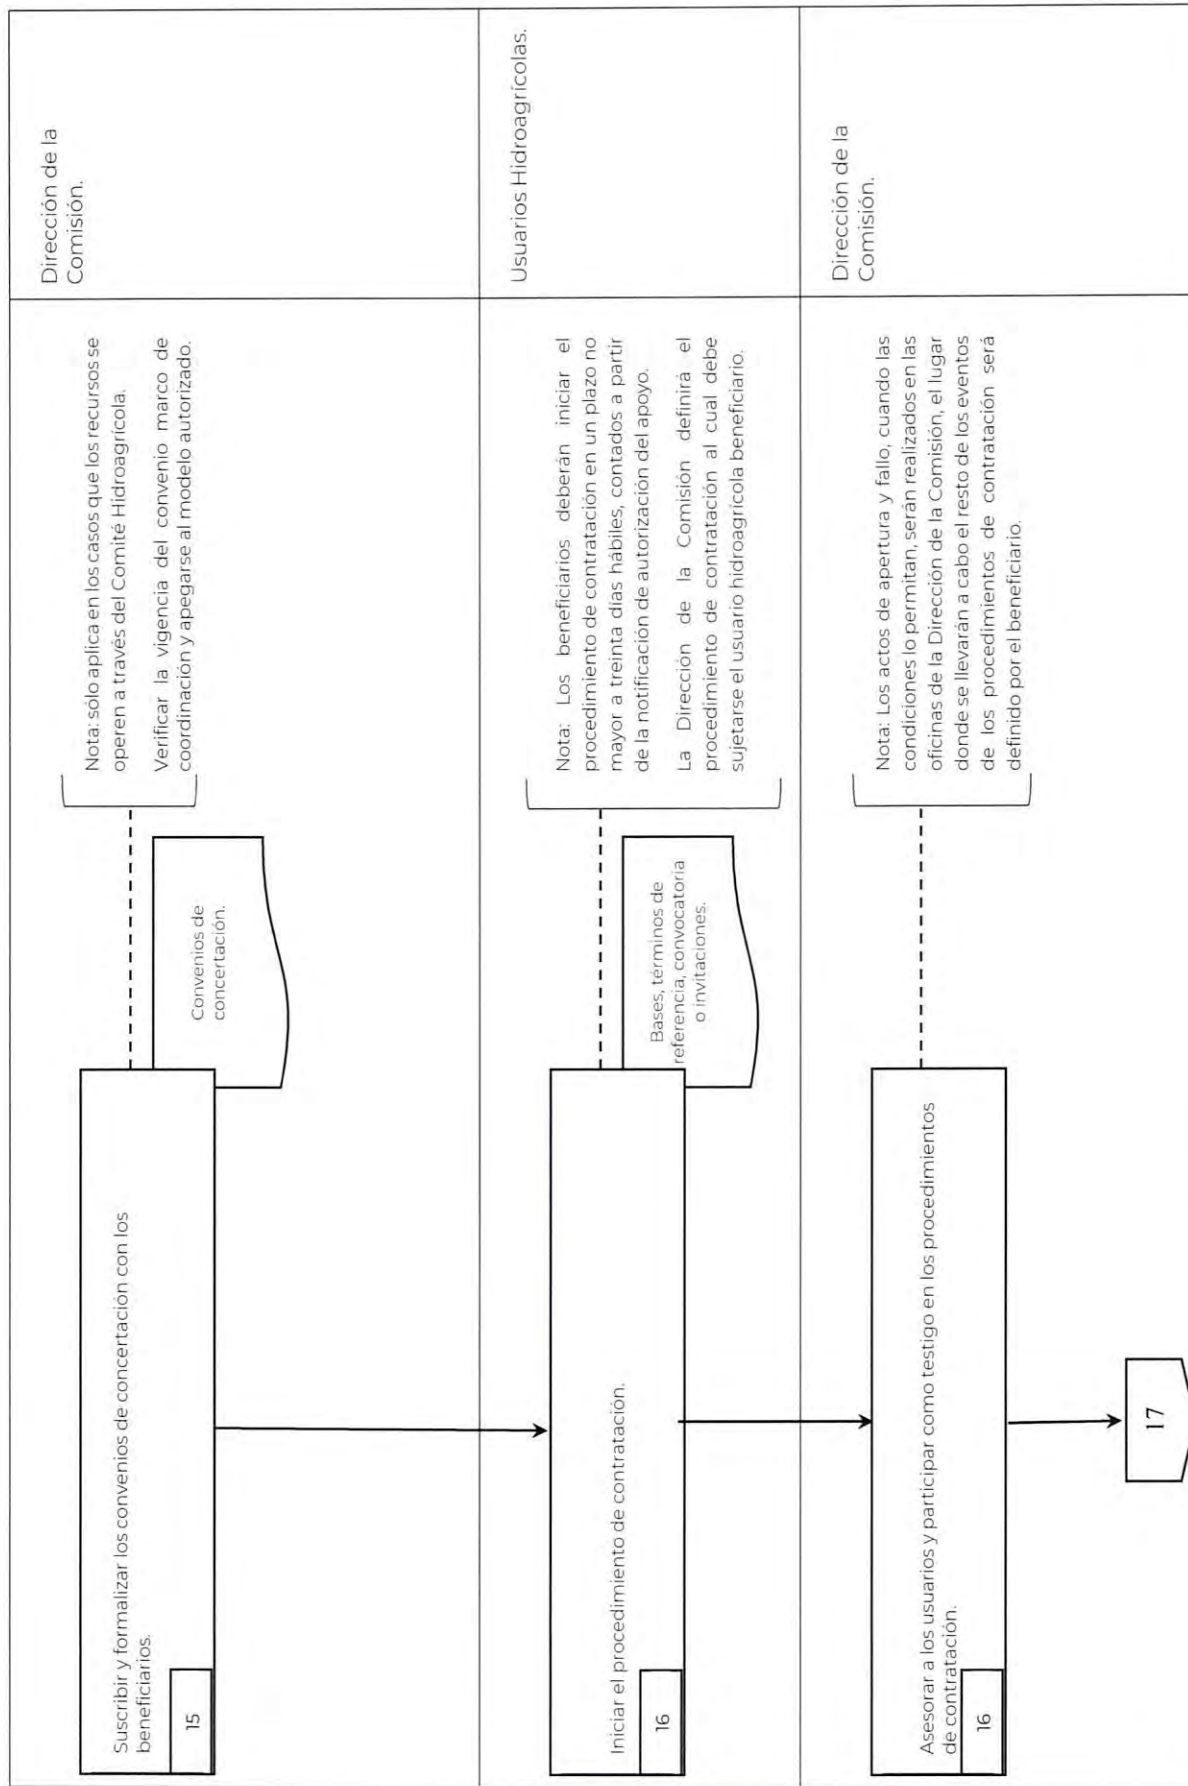 Suscribir y formalizar los convenios de concertación con los
beneficiarios.
15
Convenios de
concertación.
Nota: sólo aplica en los casos que los recursos se
operen a través del Comité Hidroagrícola.
Verificar la vigencia del convenio marco de
coordinación y apegarse al modelo autorizado.
Dirección de la
Comisión.
Iniciar el procedimiento de contratación.
16
Bases, términos de
referencia, convocatoria
o invitaciones.
Nota: Los beneficiarios deberán iniciar el
procedimiento de contratación en un plazo no
mayor a treinta días hábiles, contados a partir
de la notificación de autorización del apoyo.
La Dirección de la Comisión definirá el
procedimiento de contratación al cual debe
sujetarse el usuario hidroagrícola beneficiario.
Usuarios Hidroagrícolas.
Asesorar a los usuarios y participar como testigo en los procedimientos
de contratación.
16
Nota: Los actos de apertura y fallo, cuando las
condiciones lo permitan, serán realizados en las
oficinas de la Dirección de la Comisión, el lugar
donde se llevarán a cabo el resto de los eventos
de los procedimientos de contratación será
definido por el beneficiario.
Dirección de la
Comisión.
17